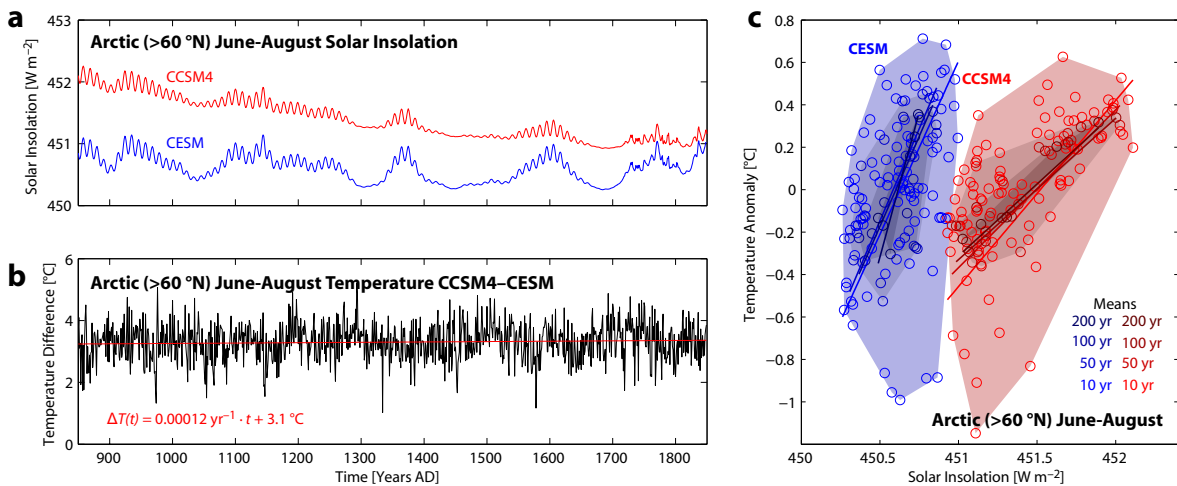 a
Arctic (>60 °N) June-August Solar Insolation
CCSM4
CESM
Solar Insolation [W m−2]
453
452
451
450
b
Arctic (>60 °N) June-August Temperature CCSM4–CESM
Temperature Difference [°C]
6
4
2
0
ΔT(t) = 0.00012 yr−1 · t + 3.1 °C
900 1000 1100 1200 1300 1400 1500 1600 1700 1800
Time [Years AD]
c
CESM
CCSM4
Temperature Anomaly [°C]
0.8
0.6
0.4
0.2
0
−0.2
−0.4
−0.6
−0.8
−1
Means
200 yr 200 yr
100 yr 100 yr
50 yr 50 yr
10 yr 10 yr
Arctic (>60 °N) June-August
450 450.5 451 451.5 452
Solar Insolation [W m−2]